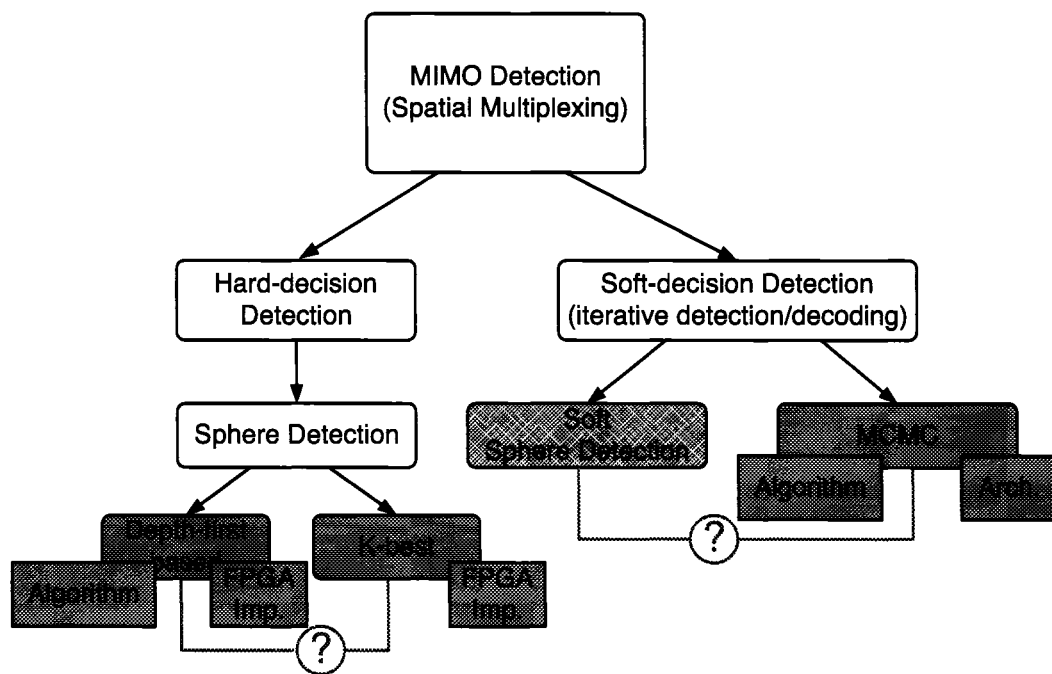 MIMO Detection
(Spatial Multiplexing)
Hard-decision
Detection
Soft-decision Detection
(iterative detection/decoding)
Sphere Detection
Soft
Sphere Detection
MCMC
Algorithm
Arch.
Depth-first
based
K-best
Algorithm
FPGA
Imp.
FPGA
Imp.
?
?